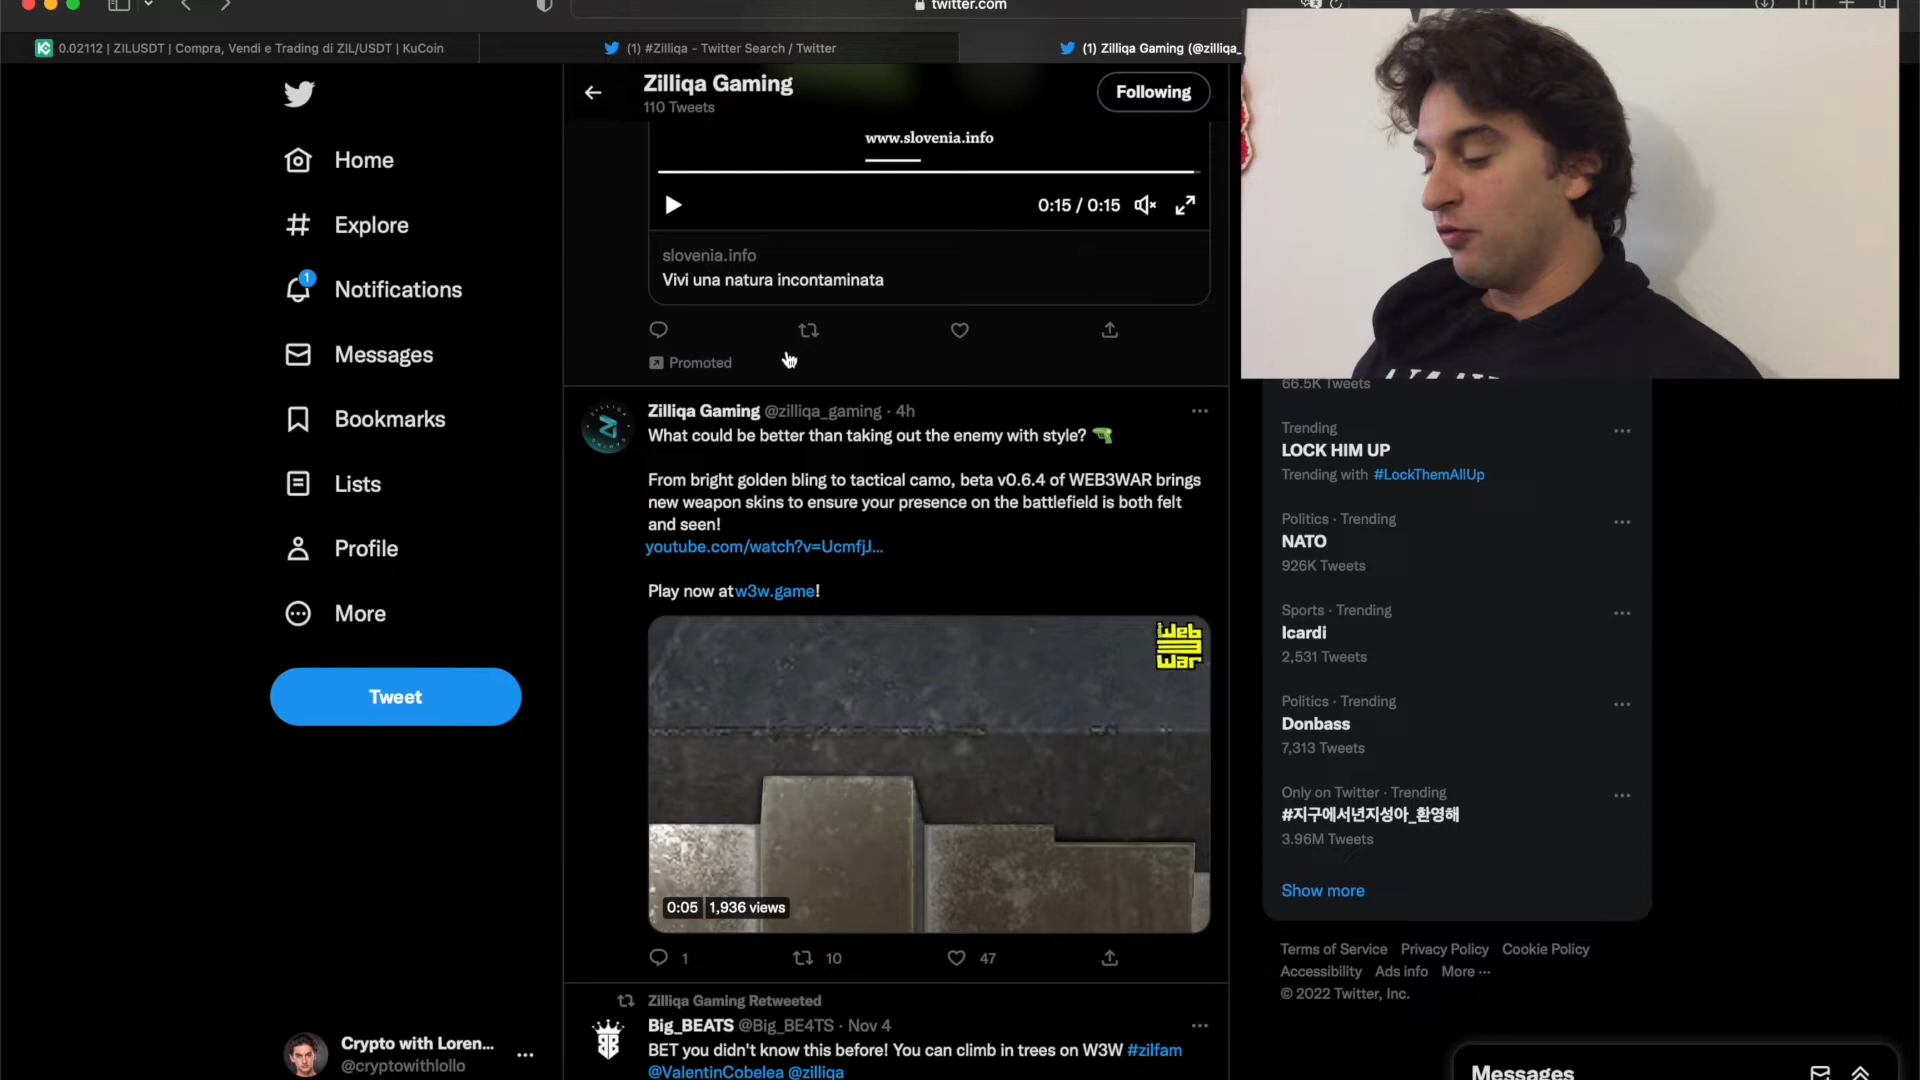 twitter.com
0.02112 | ZILUSDT | Compra, Vendi e Trading di ZIL/USDT | KuCoin
(1) #Zilliqa - Twitter Search / Twitter
(1) Zilliqa Gaming (@zilliqa_
Zilliqa Gaming
110 Tweets
Following
www.slovenia.info
0:15 / 0:15
slovenia.info
Vivi una natura incontaminata
Promoted
Home
Explore
1
Notifications
Messages
Bookmarks
Lists
Profile
More
Tweet
Crypto with Loren...
@cryptowithlollo
Zilliqa Gaming @zilliqa_gaming · 4h
What could be better than taking out the enemy with style?
From bright golden bling to tactical camo, beta v0.6.4 of WEB3WAR brings
new weapon skins to ensure your presence on the battlefield is both felt
and seen!
youtube.com/watch?v=UcmfjJ...
Play now at w3w.game!
Web
War
0:05 1,936 views
1 10 47
Zilliqa Gaming Retweeted
Big_BEATS @Big_BE4TS · Nov 4
BET you didn't know this before! You can climb in trees on W3W #zilfam
@ValentinCobelea @zilliqa
66.5K Tweets
Trending
LOCK HIM UP
Trending with #LockThemAllUp
Politics · Trending
NATO
926K Tweets
Sports · Trending
Icardi
2,531 Tweets
Politics · Trending
Donbass
7,313 Tweets
Only on Twitter · Trending
#지구에서년지성아_환영해
3.96M Tweets
Show more
Terms of Service Privacy Policy Cookie Policy
Accessibility Ads info More ...
© 2022 Twitter, Inc.
Messages